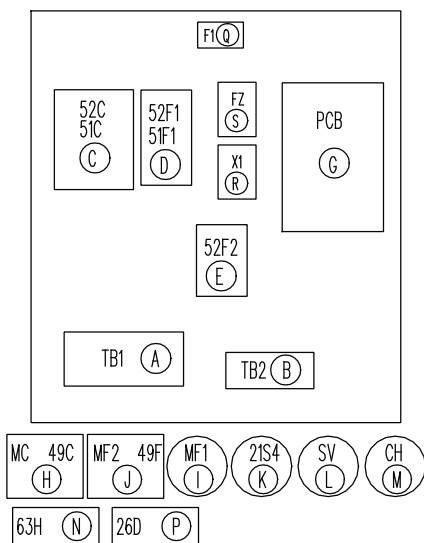 F1 Q
52C
51C
C
52F1
51F1
D
FZ
S
X1
R
PCB
G
52F2
E
TB1 A
TB2 B
MC 49C
H
MF2 49F
J
MF1
I
21S4
K
SV
L
CH
M
63H N
26D P